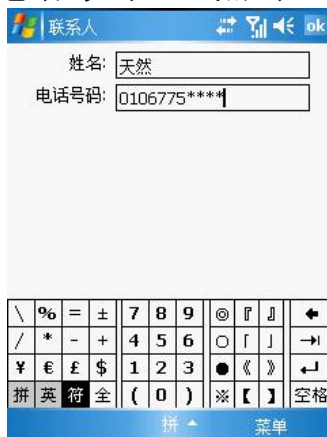 联系人 ok
姓名: 天然
电话号码: 0106775****
\ % = ± 7 8 9 ◎ 『 』 ←
/ * - + 4 5 6 ○ 「 」 →
¥ € £ $ 1 2 3 ● 《 》 ↵
拼 英 符 全 ( 0 ) ※ 【 】 空格
拼 菜单